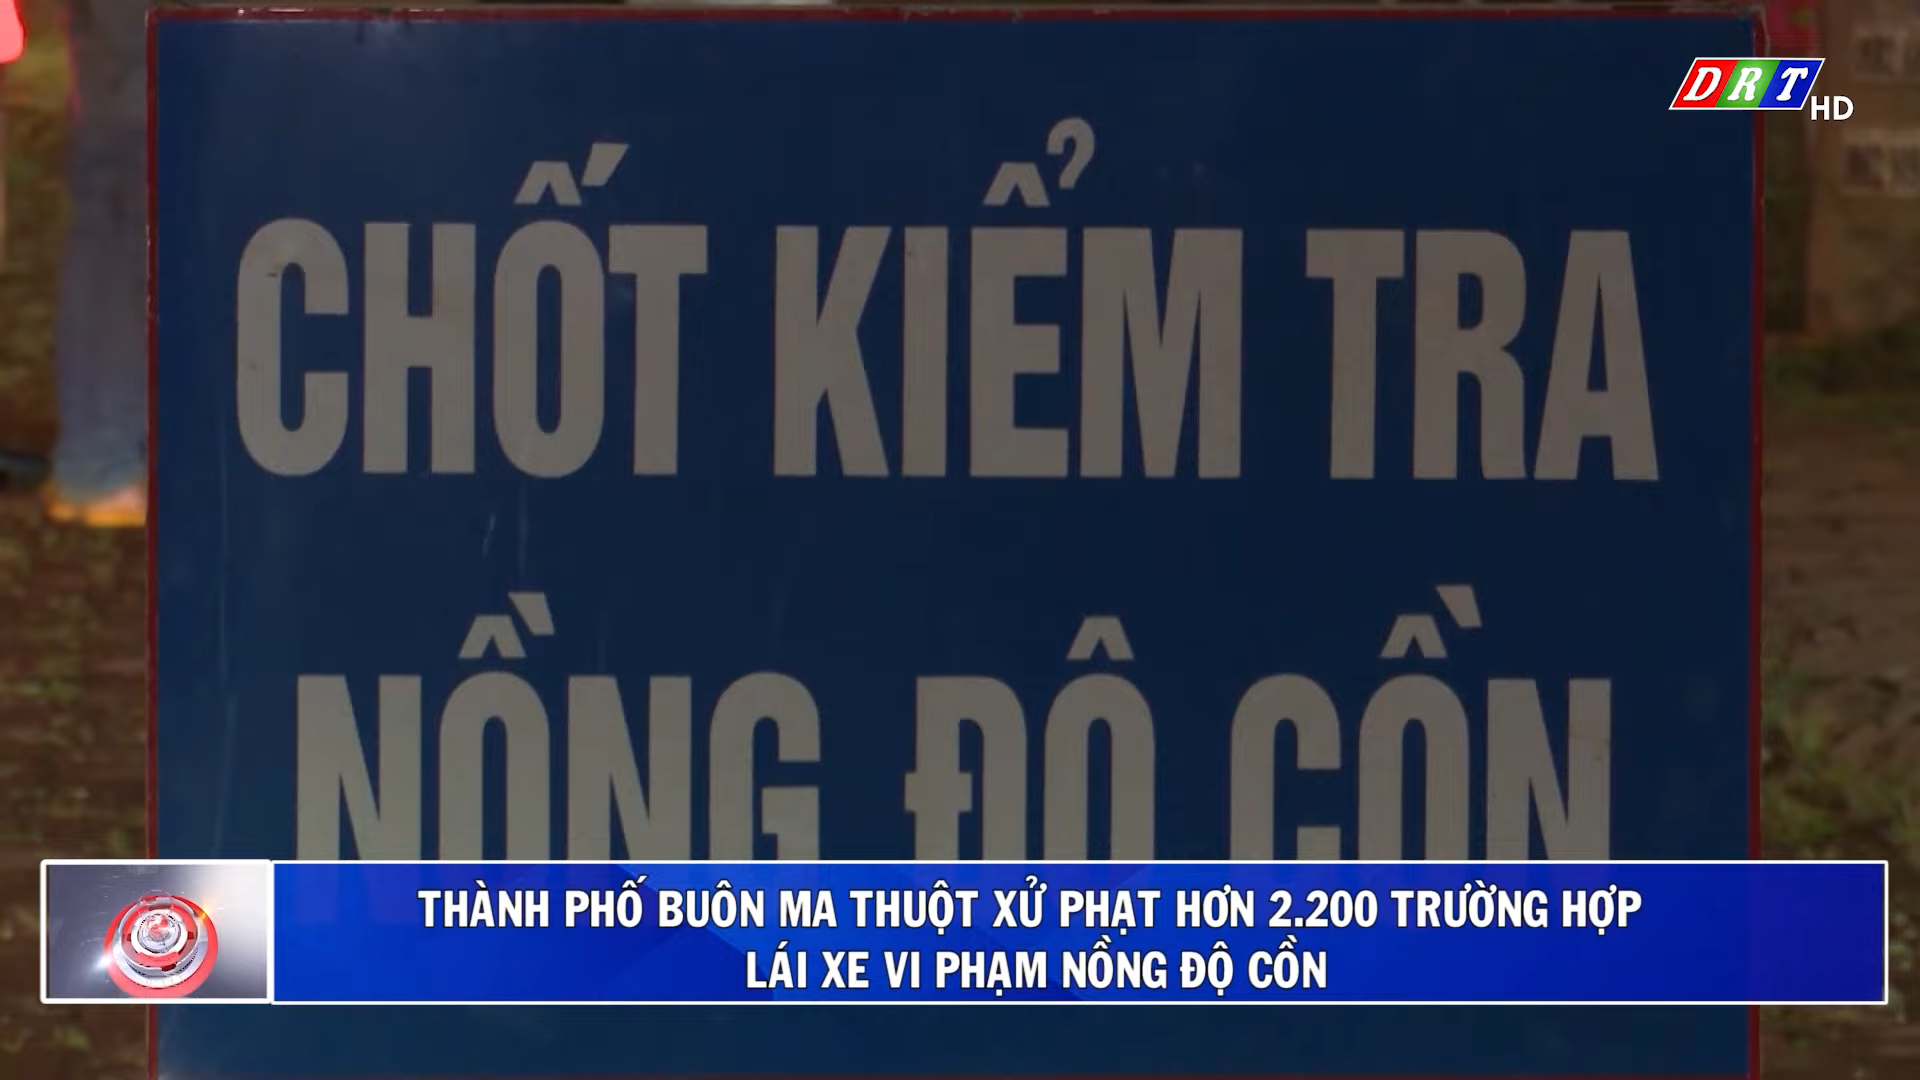 DRT HD
CHỐT KIỂM TRA
NỒNG ĐỘ CỒN
THÀNH PHỐ BUÔN MA THUỘT XỬ PHẠT HƠN 2.200 TRƯỜNG HỢP
LÁI XE VI PHẠM NỒNG ĐỘ CỒN